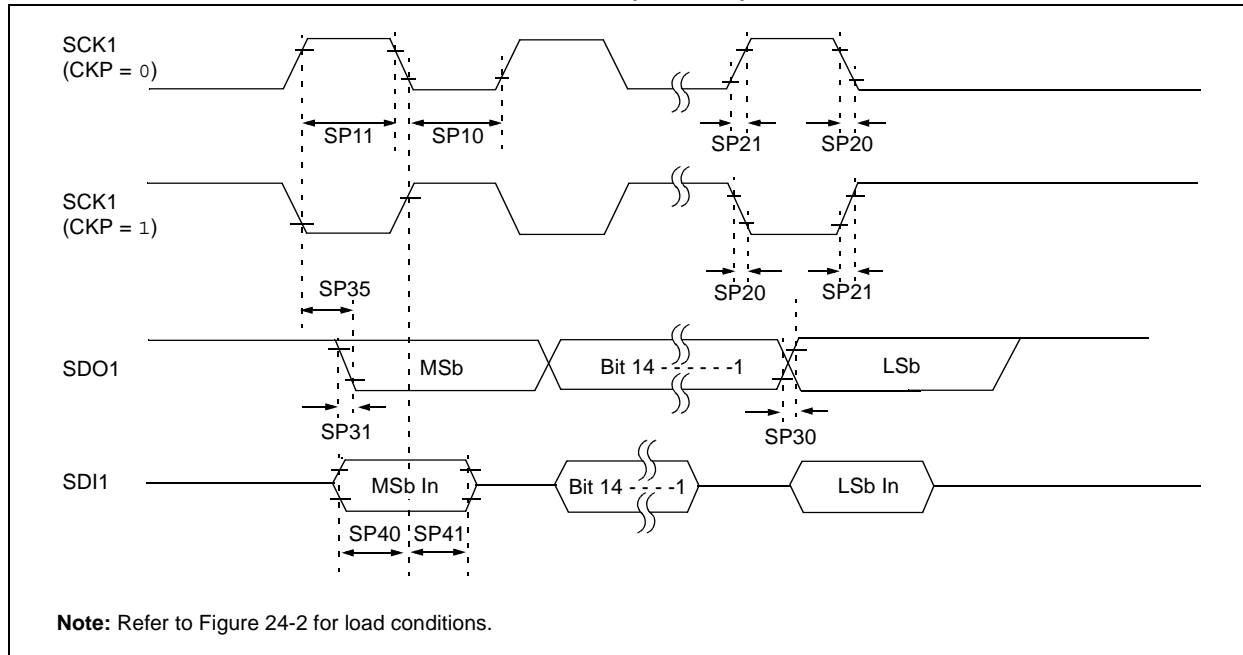 SCK1
(CKP = 0)
SP11
SP10
SP21
SP20
SCK1
(CKP = 1)
SP35
SP20
SP21
SDO1
MSb
Bit 14 - - - - - -1
LSb
SP31
SP30
SDI1
MSb In
Bit 14 - - - -1
LSb In
SP40
SP41
Note: Refer to Figure 24-2 for load conditions.